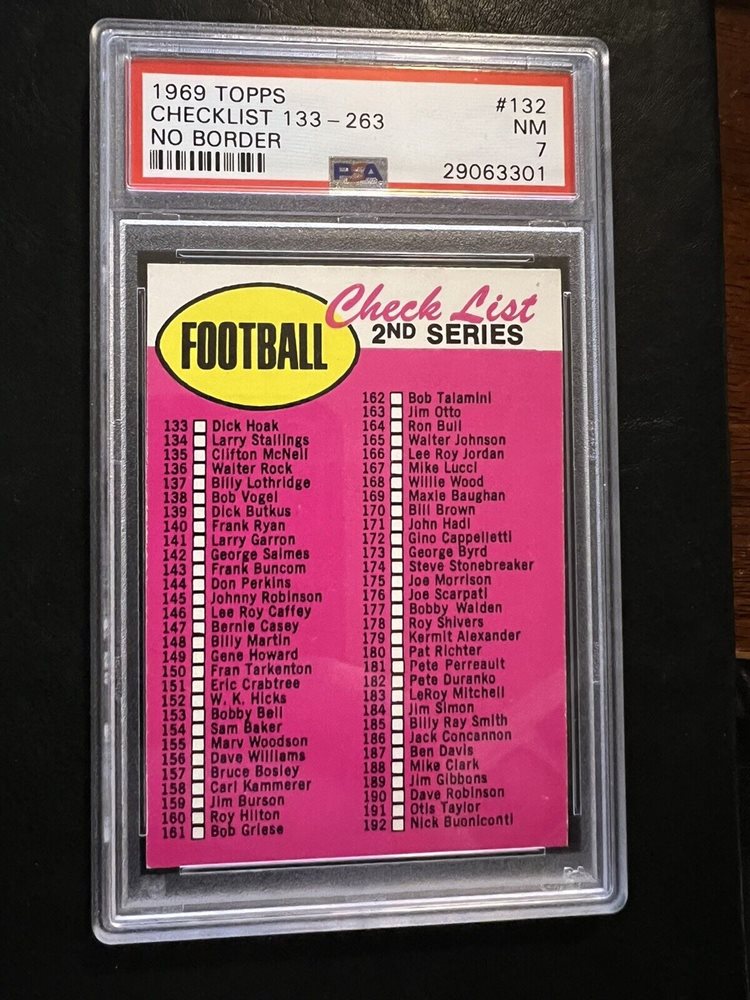 1969 TOPPS #132
CHECKLIST 133-263 NM
NO BORDER 7
PSA 29063301
Check List
FOOTBALL 2ND SERIES
133 Dick Hoak
134 Larry Stallings
135 Clifton McNeil
136 Walter Rock
137 Billy Lothridge
138 Bob Vogel
139 Dick Butkus
140 Frank Ryan
141 Larry Garron
142 George Saimes
143 Frank Buncom
144 Don Perkins
145 Johnny Robinson
146 Lee Roy Caffey
147 Bernie Casey
148 Billy Martin
149 Gene Howard
150 Fran Tarkenton
151 Eric Crabtree
152 W. K. Hicks
153 Bobby Bell
154 Sam Baker
155 Marv Woodson
156 Dave Williams
157 Bruce Bosley
158 Carl Kammerer
159 Jim Burson
160 Roy Hilton
161 Bob Griese
162 Bob Talamini
163 Jim Otto
164 Ron Bull
165 Walter Johnson
166 Lee Roy Jordan
167 Mike Lucci
168 Willie Wood
169 Maxie Baughan
170 Bill Brown
171 John Hadl
172 Gino Cappelletti
173 George Byrd
174 Steve Stonebreaker
175 Joe Morrison
176 Joe Scarpati
177 Bobby Walden
178 Roy Shivers
179 Kermit Alexander
180 Pat Richter
181 Pete Perreault
182 Pete Duranko
183 LeRoy Mitchell
184 Jim Simon
185 Billy Ray Smith
186 Jack Concannon
187 Ben Davis
188 Mike Clark
189 Jim Gibbons
190 Dave Robinson
191 Otis Taylor
192 Nick Buoniconti